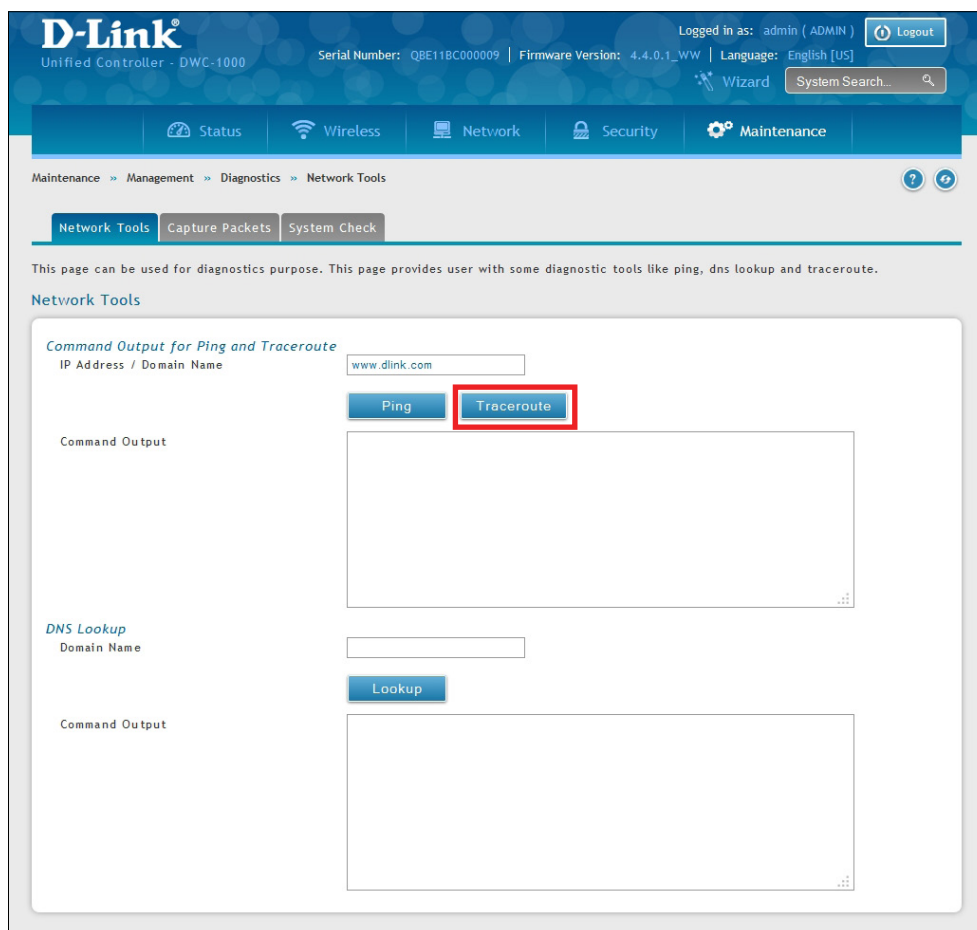 D-Link®
Unified Controller - DWC-1000
Logged in as: admin ( ADMIN ) Logout
Serial Number: QBE11BC000009 | Firmware Version: 4.4.0.1_WW | Language: English [US]
Wizard System Search...
Status Wireless Network Security Maintenance
Maintenance » Management » Diagnostics » Network Tools ?
Network Tools Capture Packets System Check
This page can be used for diagnostics purpose. This page provides user with some diagnostic tools like ping, dns lookup and traceroute.
Network Tools
Command Output for Ping and Traceroute
IP Address / Domain Name www.dlink.com
Ping Traceroute
Command Output
DNS Lookup
Domain Name
Lookup
Command Output